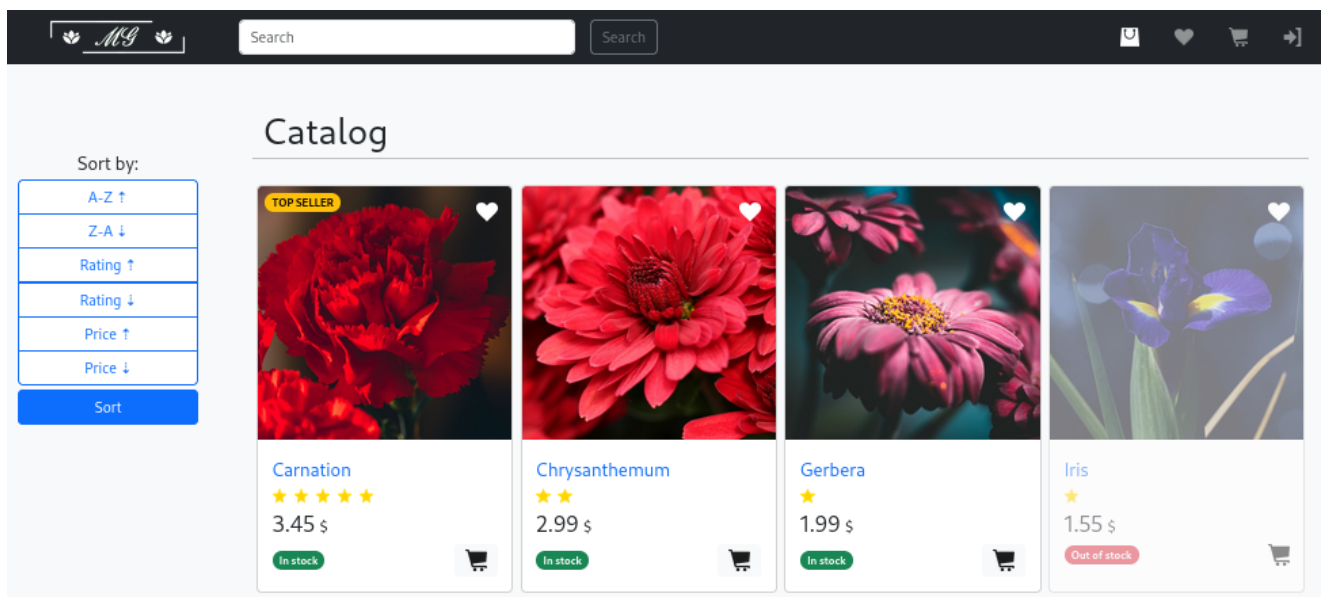 MG
Search
Search
Catalog
Sort by:
A-Z ↑
Z-A ↓
Rating ↑
Rating ↓
Price ↑
Price ↓
Sort
TOP SELLER
Carnation
3.45 $
In stock
Chrysanthemum
2.99 $
In stock
Gerbera
1.99 $
In stock
Iris
1.55 $
Out of stock